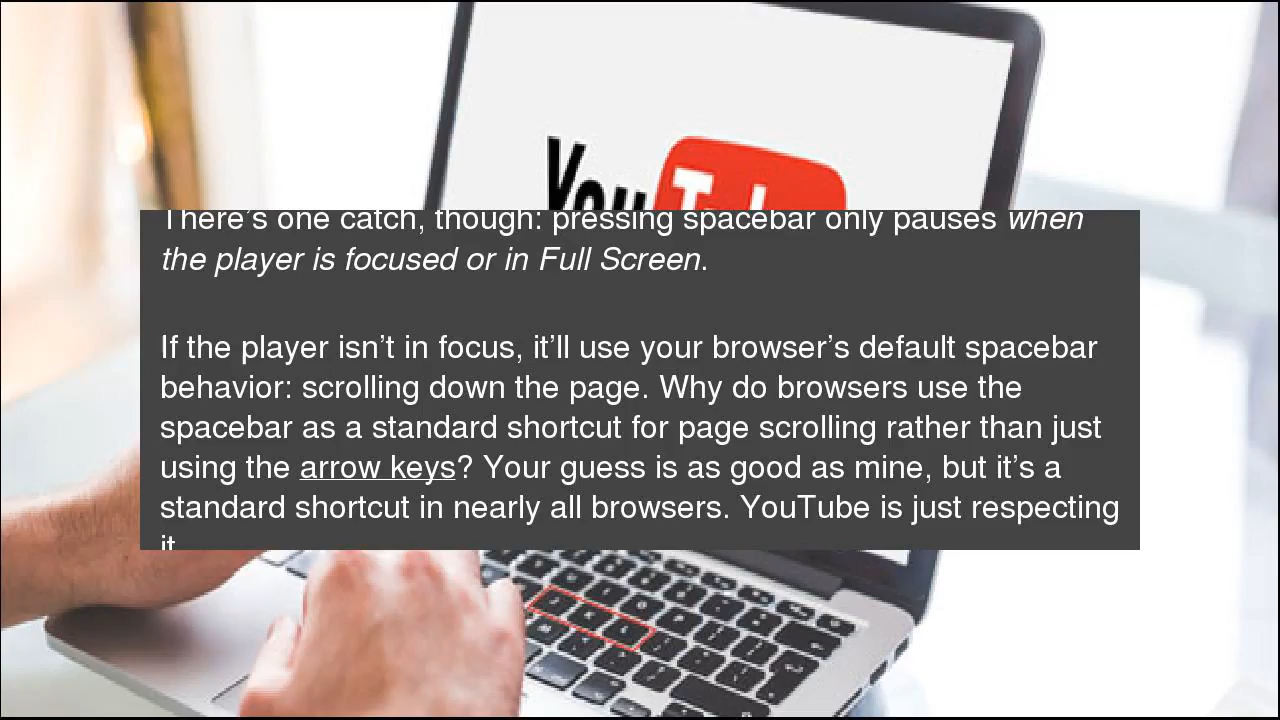 YouTube
There’s one catch, though: pressing spacebar only pauses when
the player is focused or in Full Screen.
If the player isn’t in focus, it’ll use your browser’s default spacebar
behavior: scrolling down the page. Why do browsers use the
spacebar as a standard shortcut for page scrolling rather than just
using the arrow keys? Your guess is as good as mine, but it’s a
standard shortcut in nearly all browsers. YouTube is just respecting
it